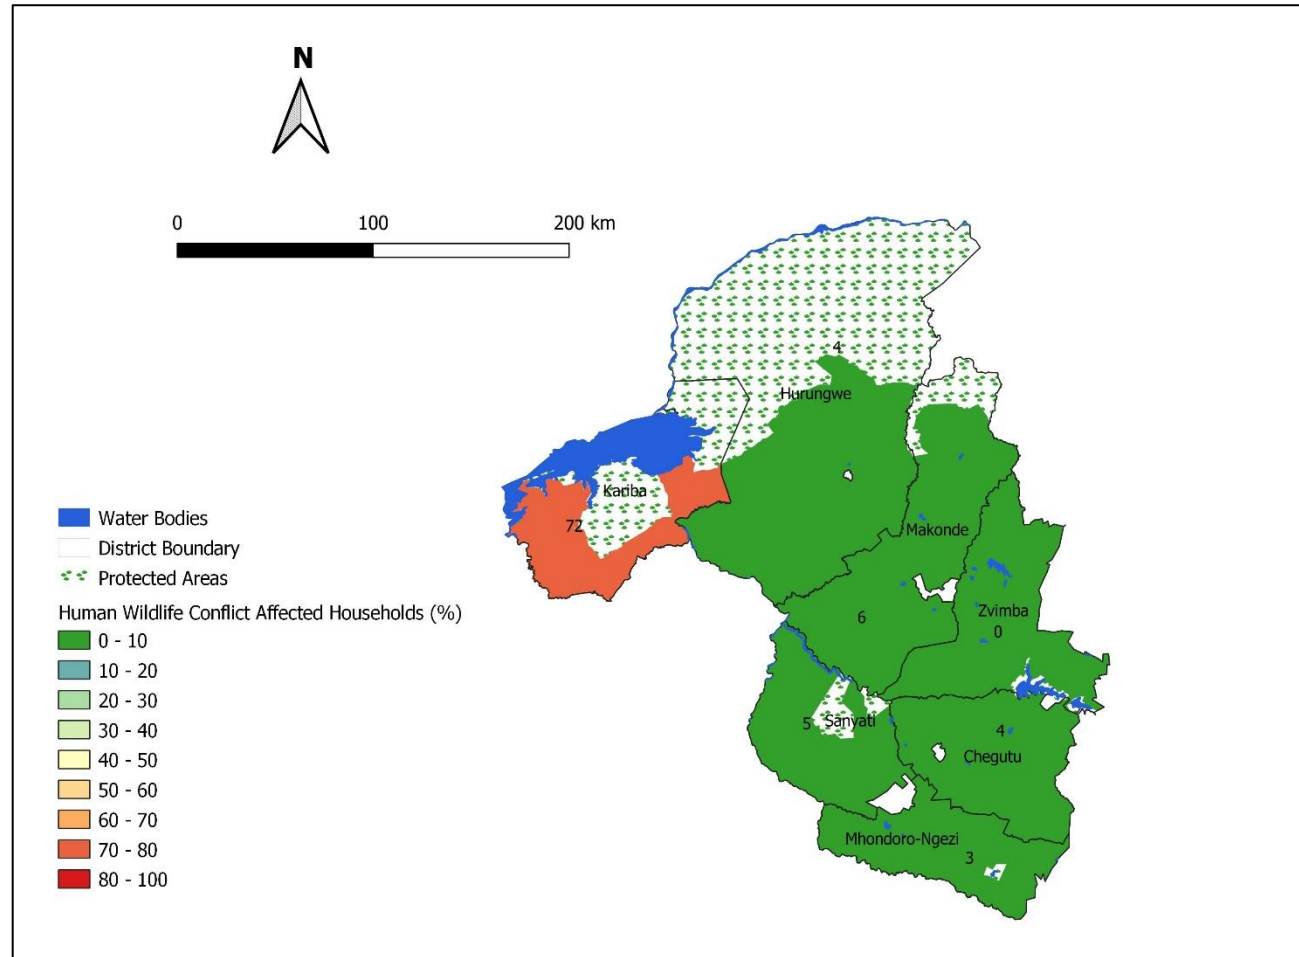 N
0 100 200 km
4
Hurungwe
Kariba
72
Makonde
Zvimba
0
6
5 Sanyati
4
Chegutu
Mhondoro-Ngezi
3
Water Bodies
District Boundary
Protected Areas
Human Wildlife Conflict Affected Households (%)
0 - 10
10 - 20
20 - 30
30 - 40
40 - 50
50 - 60
60 - 70
70 - 80
80 - 100